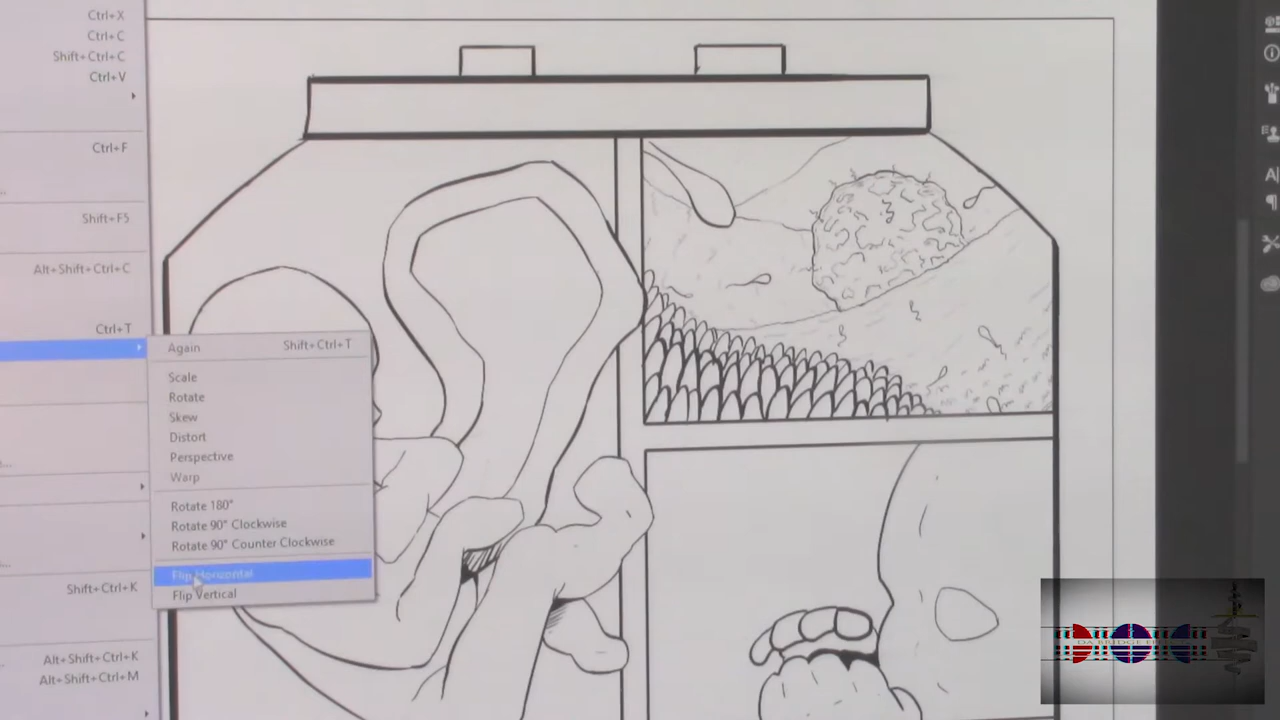 Ctrl+X
Ctrl+C
Shift+Ctrl+C
Ctrl+V
Ctrl+F
Shift+F5
Alt+Shift+Ctrl+C
Ctrl+T
Again Shift+Ctrl+T
Scale
Rotate
Skew
Distort
Perspective
Warp
Rotate 180°
Rotate 90° Clockwise
Rotate 90° Counter Clockwise
Flip Horizontal
Flip Vertical
Shift+Ctrl+K
Alt+Shift+Ctrl+K
Alt+Shift+Ctrl+M